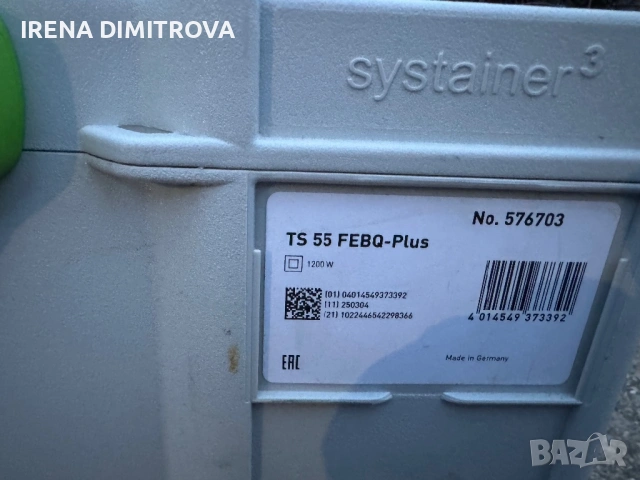 IRENA DIMITROVA
systainer³
No. 576703
TS 55 FEBQ-Plus
1200 W
(01) 04014549373392
(11) 250304
(21) 1022446542298366
4 014549 373392
EAC
Made in Germany
BAZAR